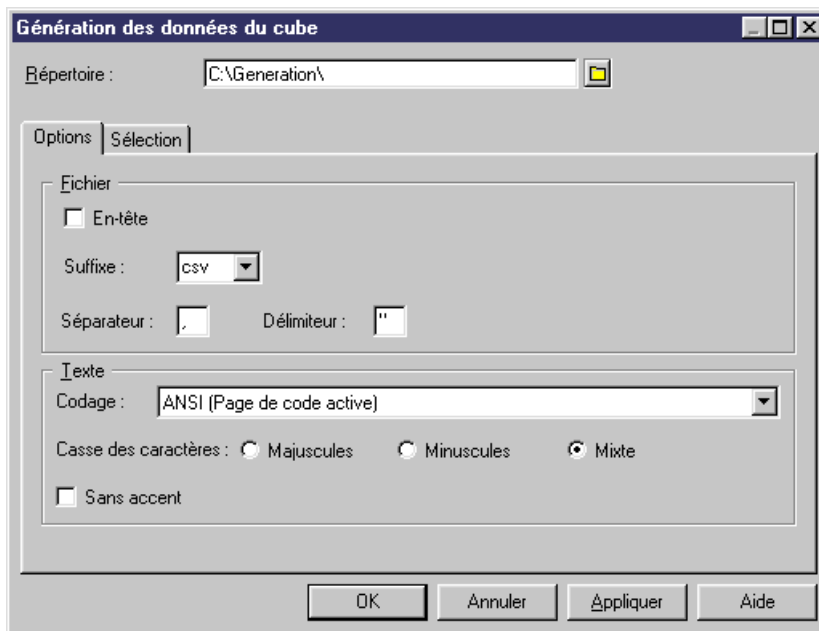 Génération des données du cube
Répertoire : C:\Generation\
Options Sélection
Fichier
En-tête
Suffixe : csv
Séparateur : , Délimiteur : "
Texte
Codage : ANSI (Page de code active)
Casse des caractères : Majuscules Minuscules Mixte
Sans accent
OK Annuler Appliquer Aide